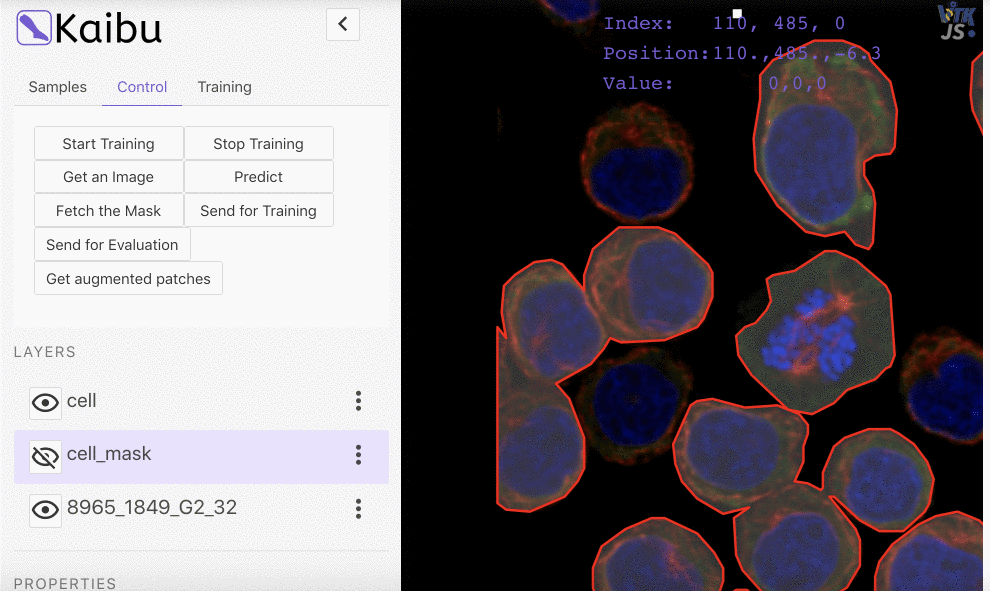 Kaibu
Samples Control Training
Start Training Stop Training
Get an Image Predict
Fetch the Mask Send for Training
Send for Evaluation
Get augmented patches
LAYERS
cell
cell_mask
8965_1849_G2_32
PROPERTIES
Index: 110, 485, 0
Position:110.,485.,-6.3
Value: 0,0,0
VTK
JS